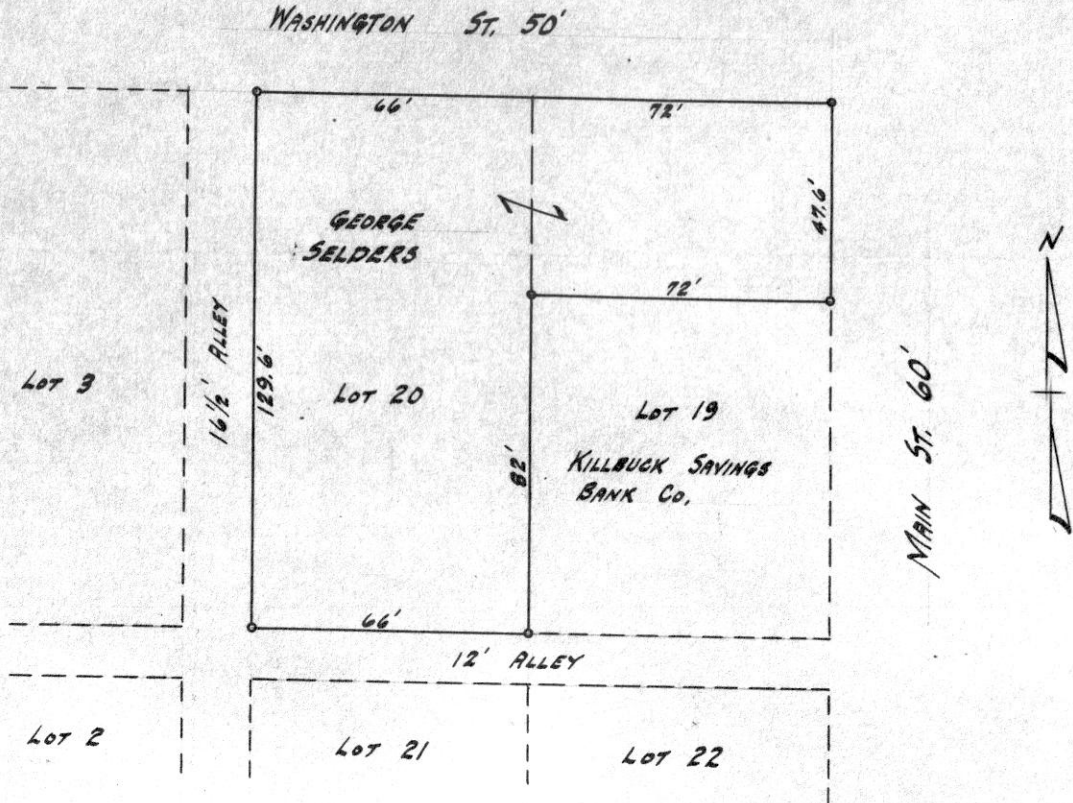 WASHINGTON ST. 50'
66'
72'
47.6'
GEORGE
SELDERS
72'
N
16½' ALLEY
129.6'
LOT 3
LOT 20
LOT 19
82'
KILLBUCK SAVINGS
BANK CO.
MAIN ST. 60'
66'
12' ALLEY
LOT 2
LOT 21
LOT 22